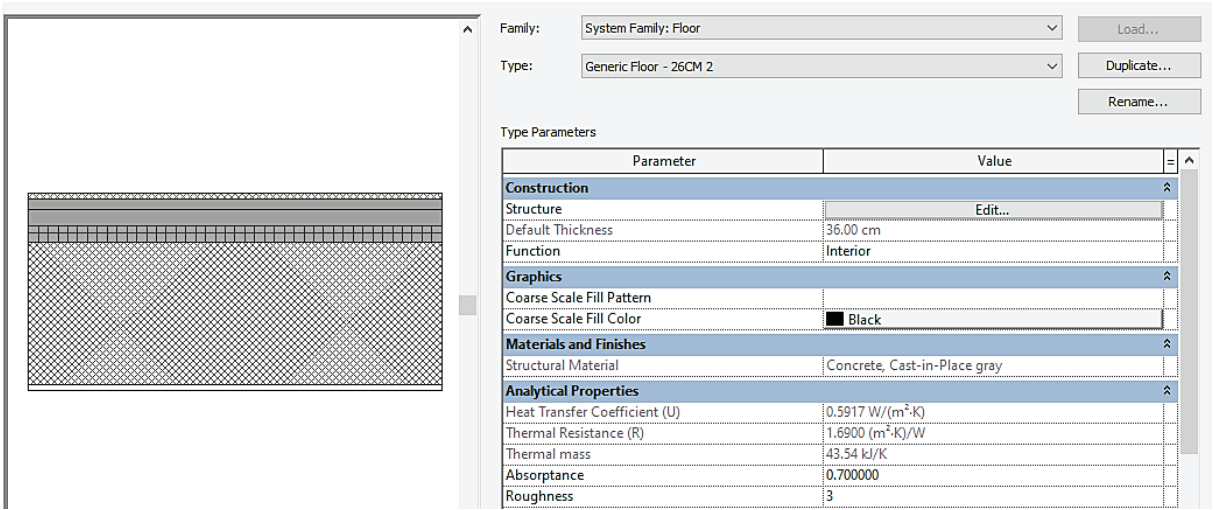 Family: System Family: Floor Load...
Type: Generic Floor - 26CM 2 Duplicate...
Rename...
Type Parameters
Parameter Value =
Construction
Structure Edit...
Default Thickness 36.00 cm
Function Interior
Graphics
Coarse Scale Fill Pattern
Coarse Scale Fill Color Black
Materials and Finishes
Structural Material Concrete, Cast-in-Place gray
Analytical Properties
Heat Transfer Coefficient (U) 0.5917 W/(m²·K)
Thermal Resistance (R) 1.6900 (m²·K)/W
Thermal mass 43.54 kJ/K
Absorptance 0.700000
Roughness 3